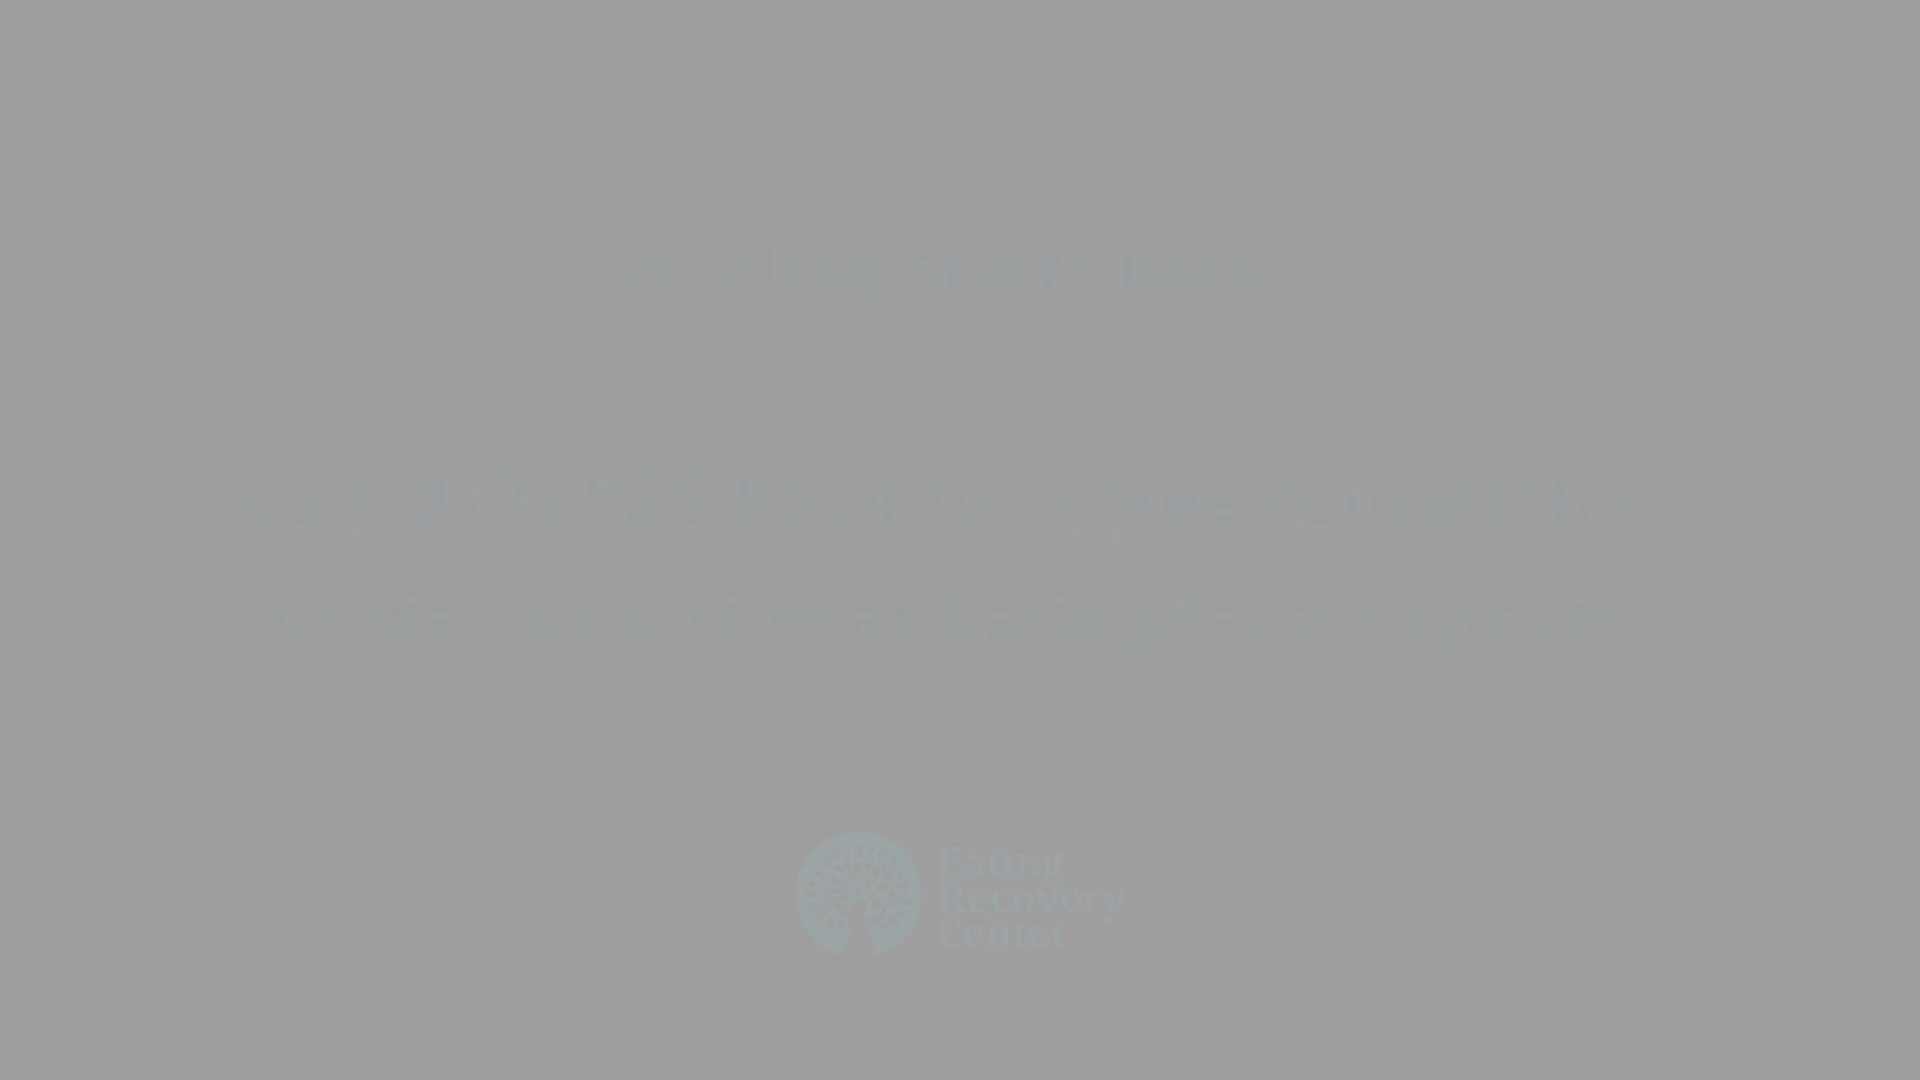 Healing starts here.
Call (877) 825-8584 for a free consultation
or visit us online at EatingRecovery.com.
Eating
Recovery
Center